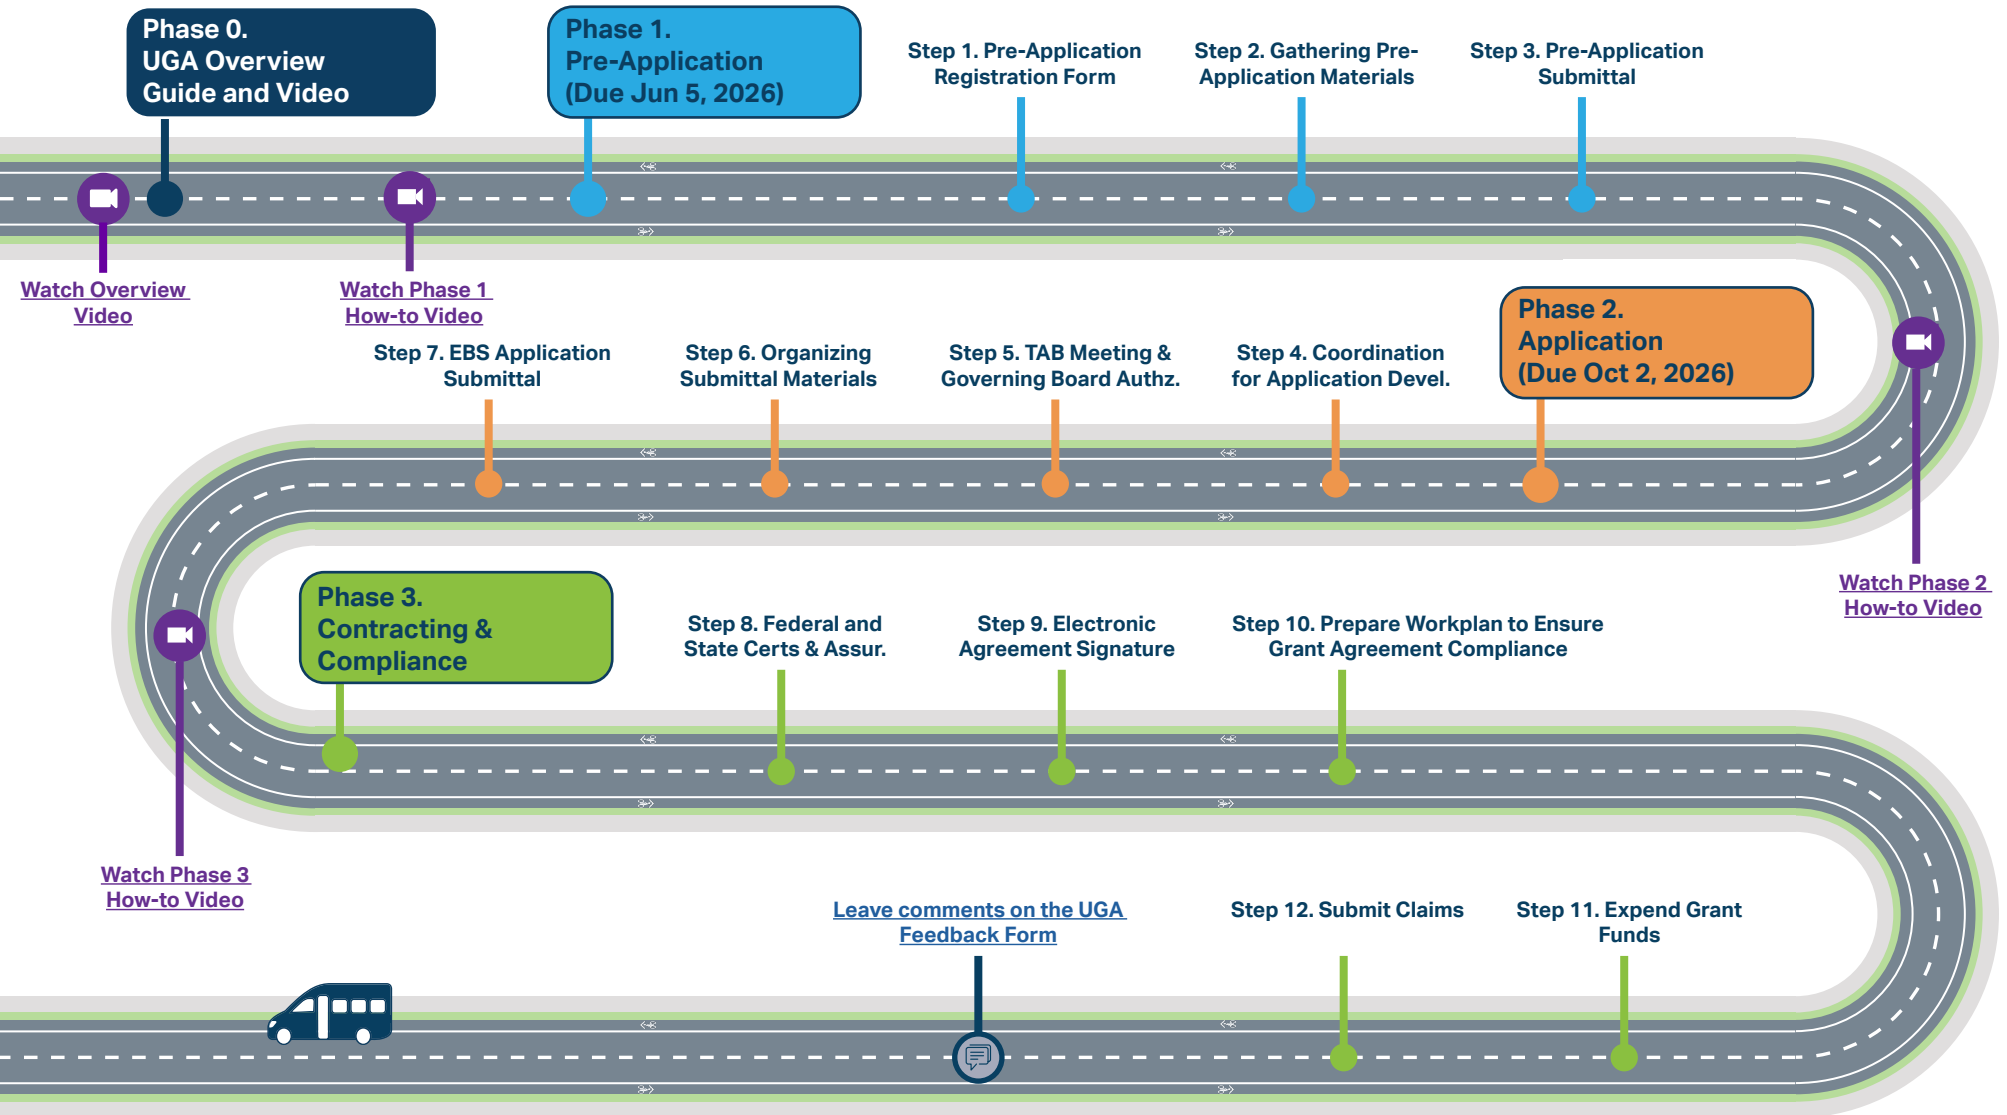 Phase 0.
UGA Overview
Guide and Video
Phase 1.
Pre-Application
(Due Jun 5, 2026)
Step 1. Pre-Application
Registration Form
Step 2. Gathering Pre-
Application Materials
Step 3. Pre-Application
Submittal
Watch Overview
Video
Watch Phase 1
How-to Video
Phase 2.
Application
(Due Oct 2, 2026)
Step 7. EBS Application
Submittal
Step 6. Organizing
Submittal Materials
Step 5. TAB Meeting &
Governing Board Authz.
Step 4. Coordination
for Application Devel.
Watch Phase 2
How-to Video
Phase 3.
Contracting &
Compliance
Step 8. Federal and
State Certs & Assur.
Step 9. Electronic
Agreement Signature
Step 10. Prepare Workplan to Ensure
Grant Agreement Compliance
Watch Phase 3
How-to Video
Leave comments on the UGA
Feedback Form
Step 12. Submit Claims
Step 11. Expend Grant
Funds